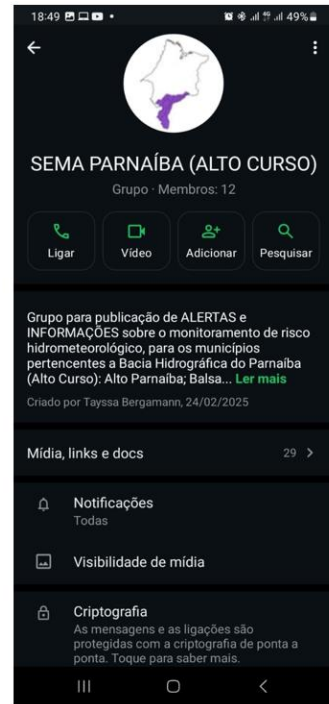 18:49 49%
SEMA PARNAÍBA (ALTO CURSO)
Grupo · Membros: 12
Ligar Vídeo Adicionar Pesquisar
Grupo para publicação de ALERTAS e
INFORMAÇÕES sobre o monitoramento de risco
hidrometeorológico, para os municípios
pertencentes a Bacia Hidrográfica do Parnaíba
(Alto Curso): Alto Parnaíba; Balsa... Ler mais
Criado por Tayssa Bergamann, 24/02/2025
Mídia, links e docs 29
Notificações
Todas
Visibilidade de mídia
Criptografia
As mensagens e as ligações são
protegidas com a criptografia de ponta a
ponta. Toque para saber mais.